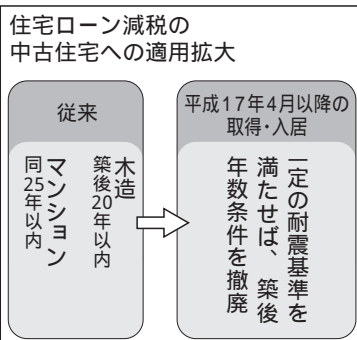 住宅ローン減税の
中古住宅への適用拡大
従来
木造
築後20年以内
マンション
同25年以内
平成17年4月以降の
取得・入居
一定の耐震基準を
満たせば、築後
年数条件を撤廃